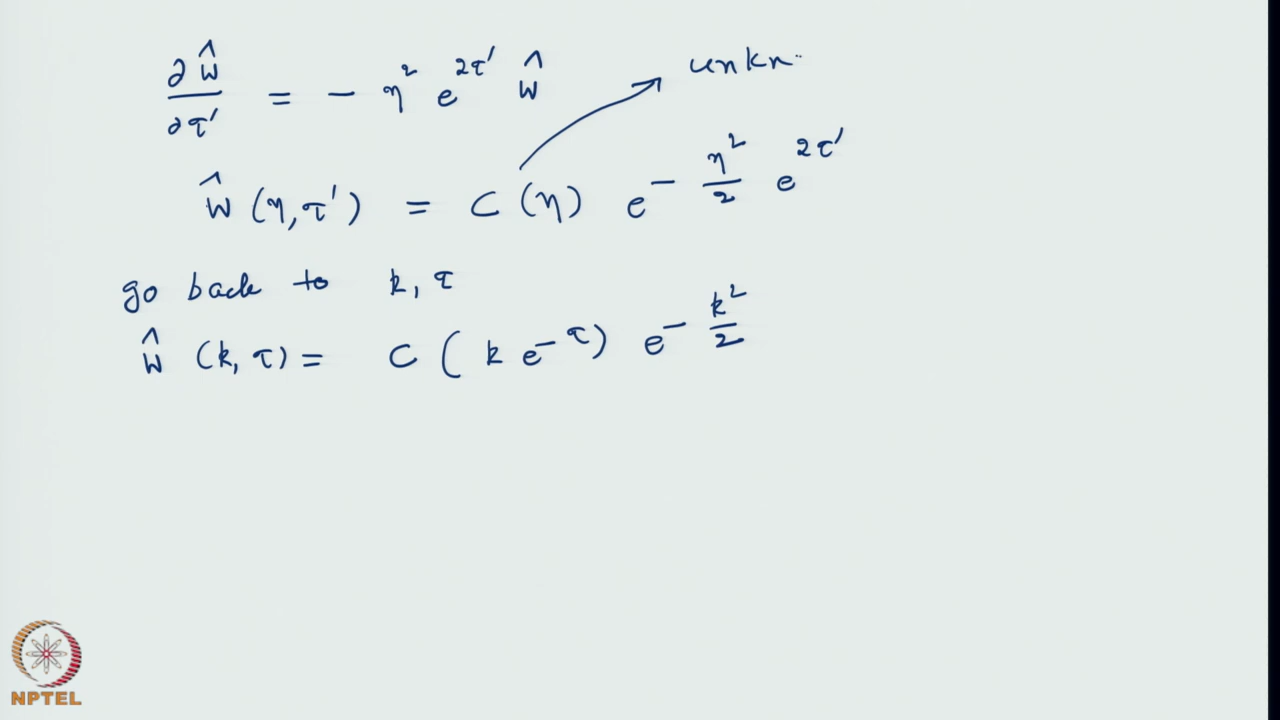 ∂ŵ/∂τ' = - η² e^{2τ'} ŵ
unkn
ŵ (η, τ') = C (η) e^{- η²/2 e^{2τ'}}
go back to k, τ
ŵ (k, τ) = C ( k e^{-τ}) e^{- k²/2}
NPTEL